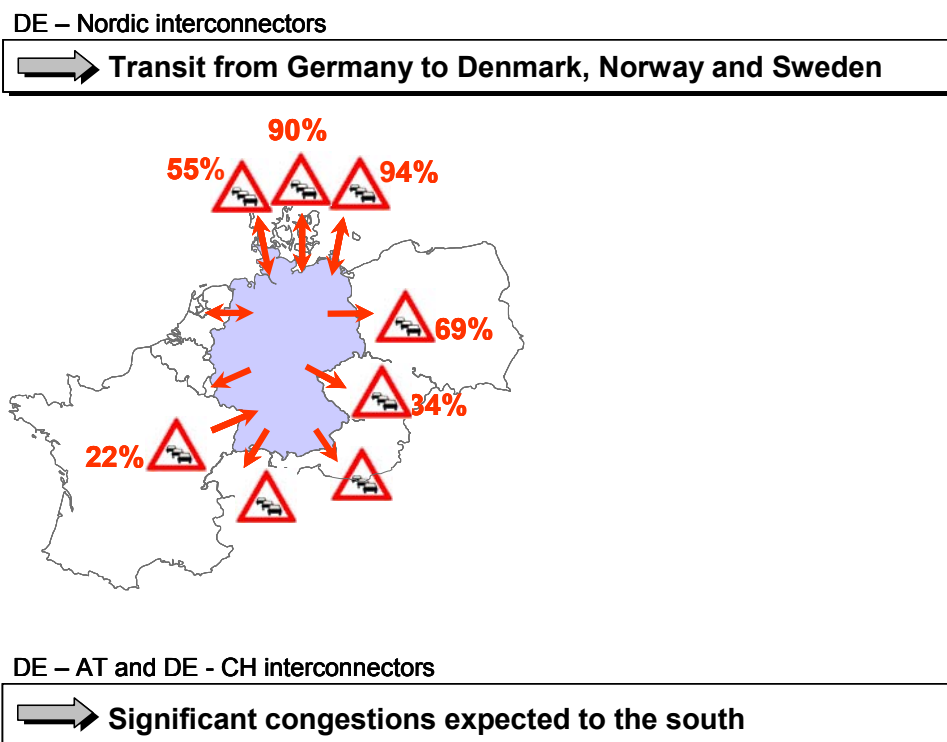 DE – Nordic interconnectors
Transit from Germany to Denmark, Norway and Sweden
90%
55%
94%
69%
34%
22%
DE – AT and DE - CH interconnectors
Significant congestions expected to the south